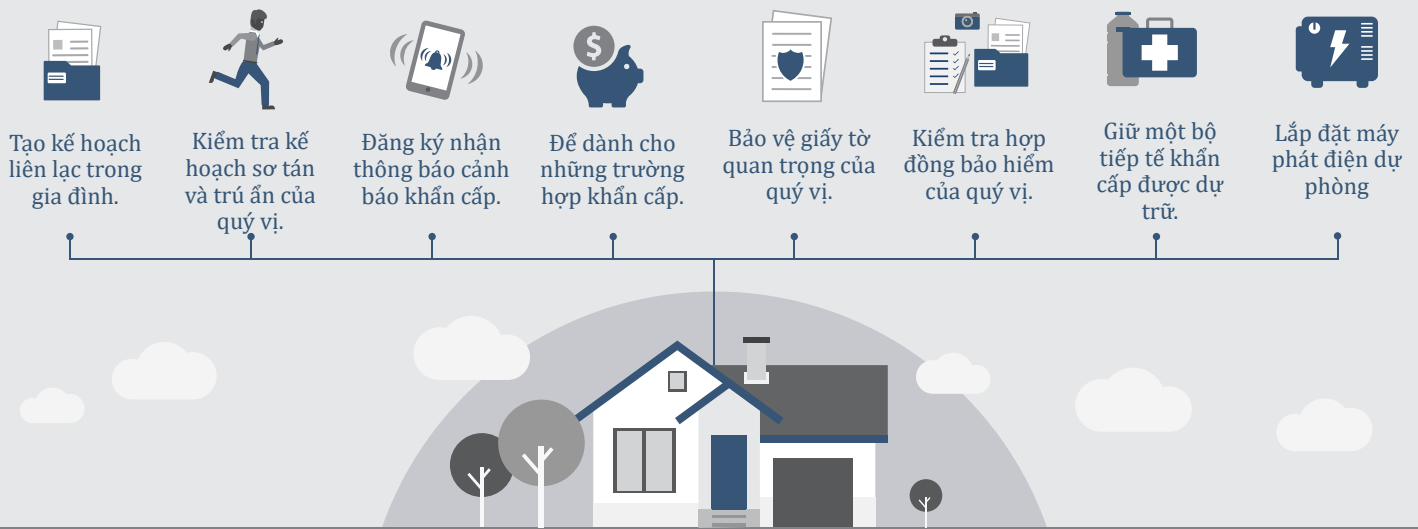 Tạo kế hoạch
liên lạc trong
gia đình.
Kiểm tra kế
hoạch sơ tán
và trú ẩn của
quý vị.
Đăng ký nhận
thông báo cảnh
báo khẩn cấp.
Để dành cho
những trường
hợp khẩn cấp.
Bảo vệ giấy tờ
quan trọng của
quý vị.
Kiểm tra hợp
đồng bảo hiểm
của quý vị.
Giữ một bộ
tiếp tế khẩn
cấp được dự
trữ.
Lắp đặt máy
phát điện dự
phòng
$